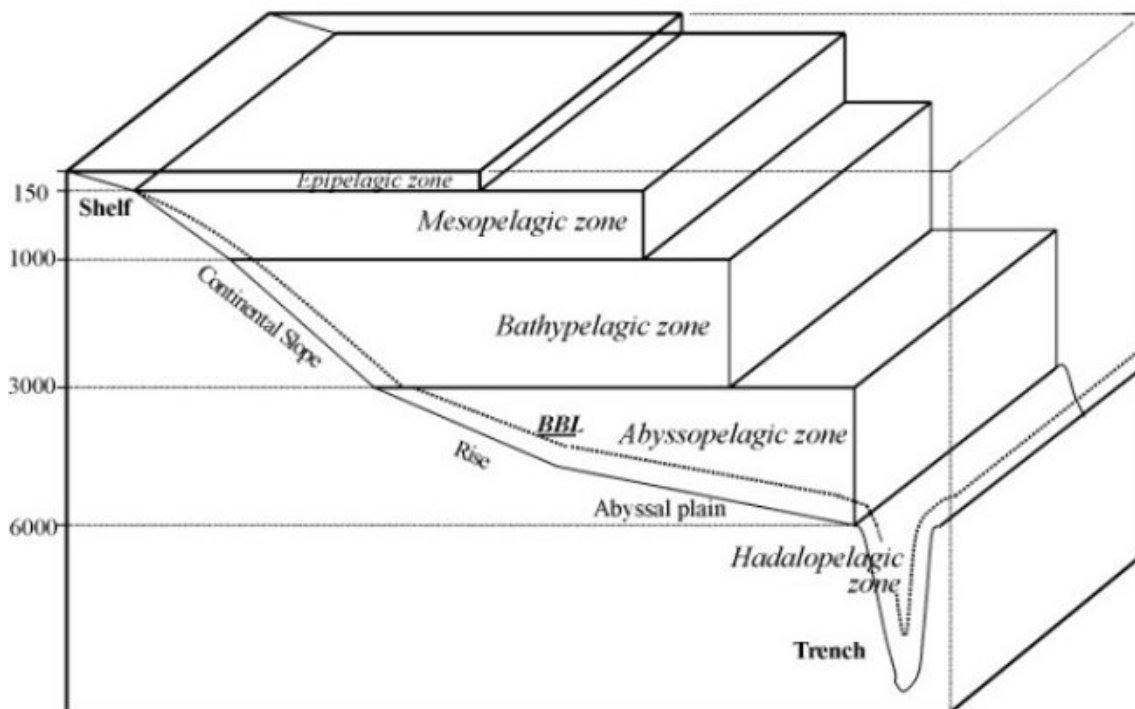 Epipelagic zone
150
Shelf
Mesopelagic zone
1000
Continental Slope
Bathypelagic zone
3000
BBL
Abyssopelagic zone
Rise
Abyssal plain
6000
Hadalopelagic
zone
Trench